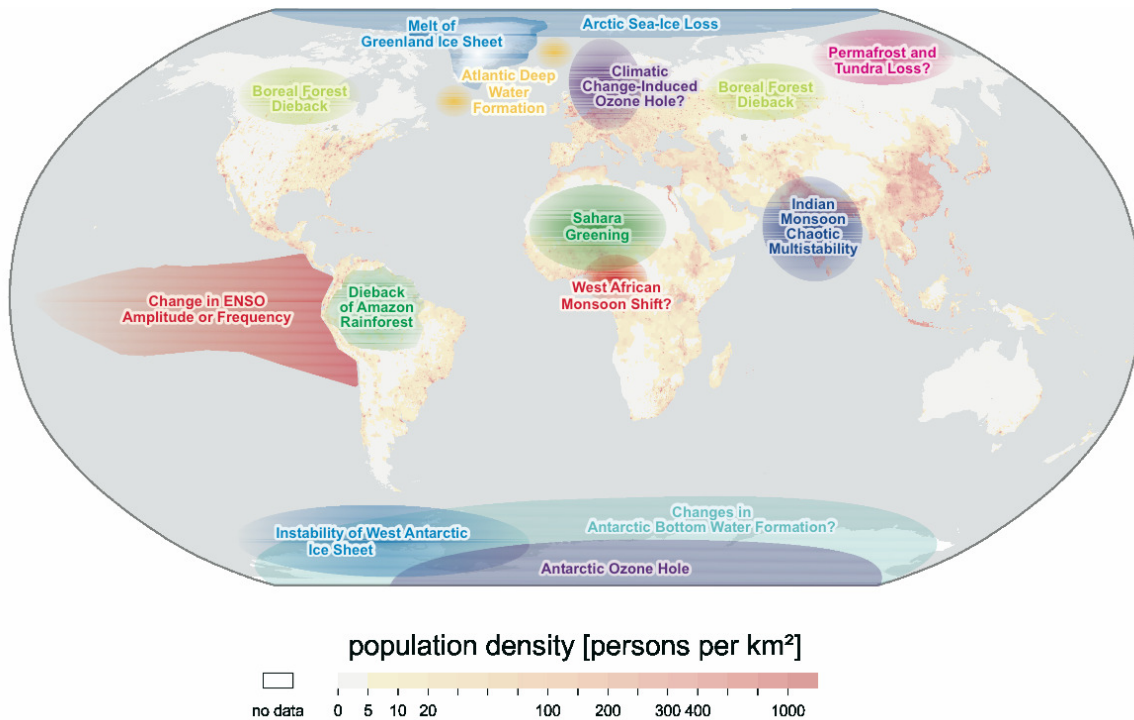 Melt of
Greenland Ice Sheet
Arctic Sea-Ice Loss
Permafrost and
Tundra Loss?
Boreal Forest
Dieback
Atlantic Deep
Water
Formation
Climatic
Change-Induced
Ozone Hole?
Boreal Forest
Dieback
Sahara
Greening
Indian
Monsoon
Chaotic
Multistability
Change in ENSO
Amplitude or Frequency
Dieback
of Amazon
Rainforest
West African
Monsoon Shift?
Instability of West Antarctic
Ice Sheet
Changes in
Antarctic Bottom Water Formation?
Antarctic Ozone Hole
population density [persons per km²]
no data 0 5 10 20 100 200 300 400 1000